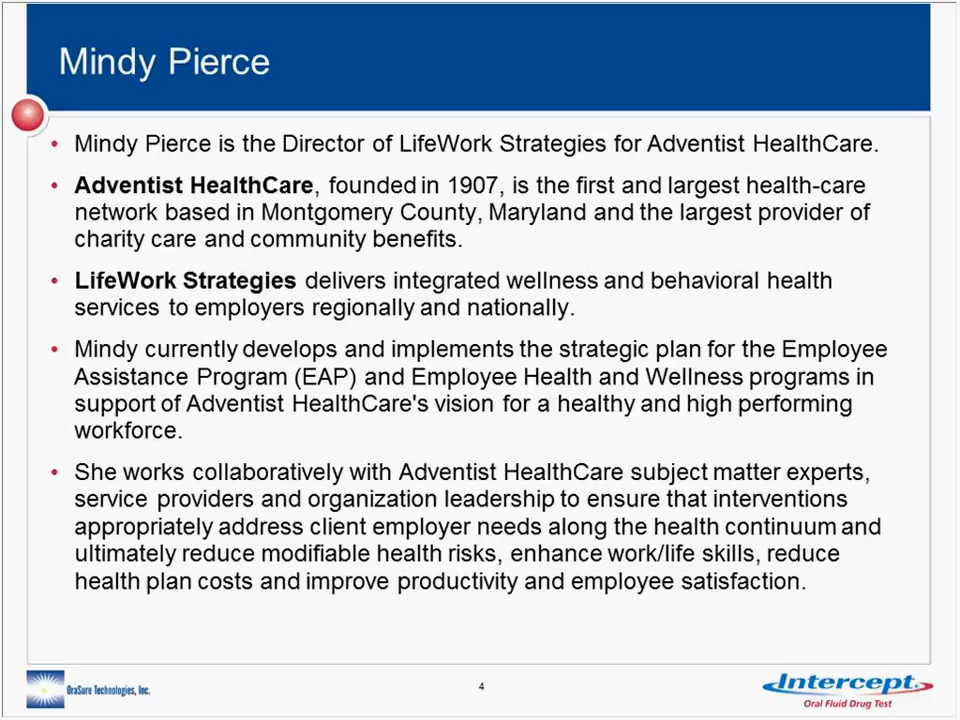 Mindy Pierce
• Mindy Pierce is the Director of LifeWork Strategies for Adventist HealthCare.
• Adventist HealthCare, founded in 1907, is the first and largest health-care
network based in Montgomery County, Maryland and the largest provider of
charity care and community benefits.
• LifeWork Strategies delivers integrated wellness and behavioral health
services to employers regionally and nationally.
• Mindy currently develops and implements the strategic plan for the Employee
Assistance Program (EAP) and Employee Health and Wellness programs in
support of Adventist HealthCare's vision for a healthy and high performing
workforce.
• She works collaboratively with Adventist HealthCare subject matter experts,
service providers and organization leadership to ensure that interventions
appropriately address client employer needs along the health continuum and
ultimately reduce modifiable health risks, enhance work/life skills, reduce
health plan costs and improve productivity and employee satisfaction.
OraSure Technologies, Inc.
4
Intercept
Oral Fluid Drug Test